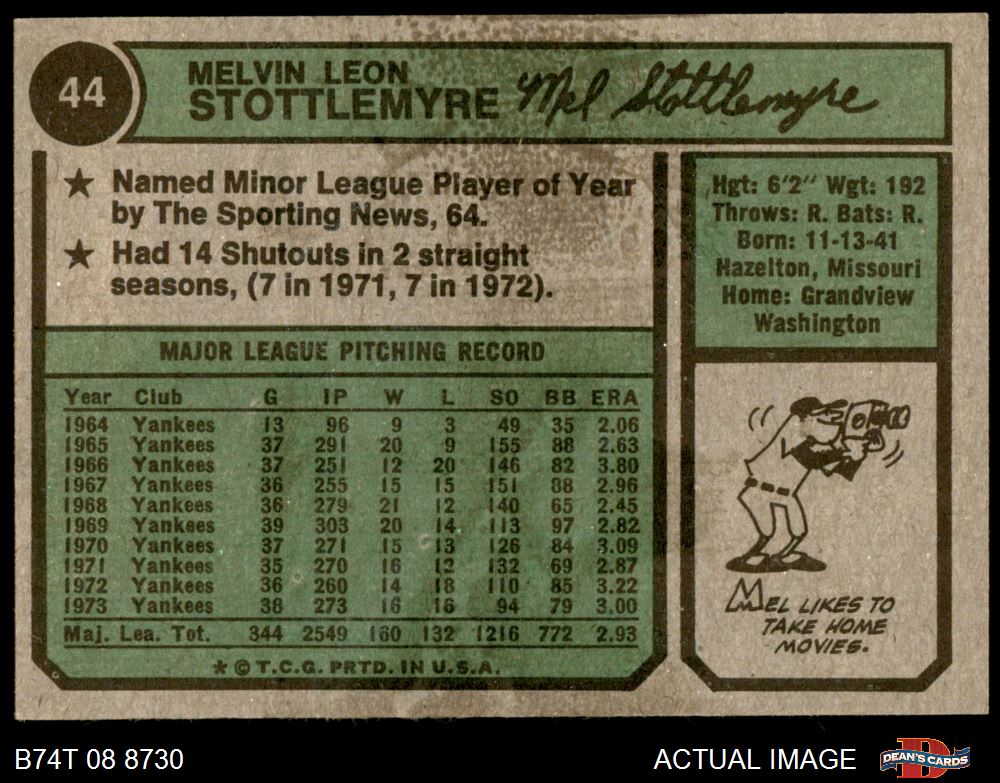 44
MELVIN LEON
STOTTLEMYRE
Mel Stottlemyre
★ Named Minor League Player of Year
by The Sporting News, 64.
★ Had 14 Shutouts in 2 straight
seasons, (7 in 1971, 7 in 1972).
Hgt: 6'2" Wgt: 192
Throws: R. Bats: R.
Born: 11-13-41
Hazelton, Missouri
Home: Grandview
Washington
MAJOR LEAGUE PITCHING RECORD
Year Club G IP W L SO BB ERA
1964 Yankees 13 96 9 3 49 35 2.06
1965 Yankees 37 291 20 9 155 88 2.63
1966 Yankees 37 251 12 20 146 82 3.80
1967 Yankees 36 255 15 15 151 88 2.96
1968 Yankees 36 279 21 12 140 65 2.45
1969 Yankees 39 303 20 14 113 97 2.82
1970 Yankees 37 271 15 13 126 84 3.09
1971 Yankees 35 270 16 12 132 69 2.87
1972 Yankees 36 260 14 18 110 85 3.22
1973 Yankees 38 273 16 16 94 79 3.00
Maj. Lea. Tot. 344 2549 160 132 1216 772 2.93
* © T.C.G. PRTD. IN U.S.A.
MEL LIKES TO
TAKE HOME
MOVIES.
B74T 08 8730
ACTUAL IMAGE
DEAN'S CARDS